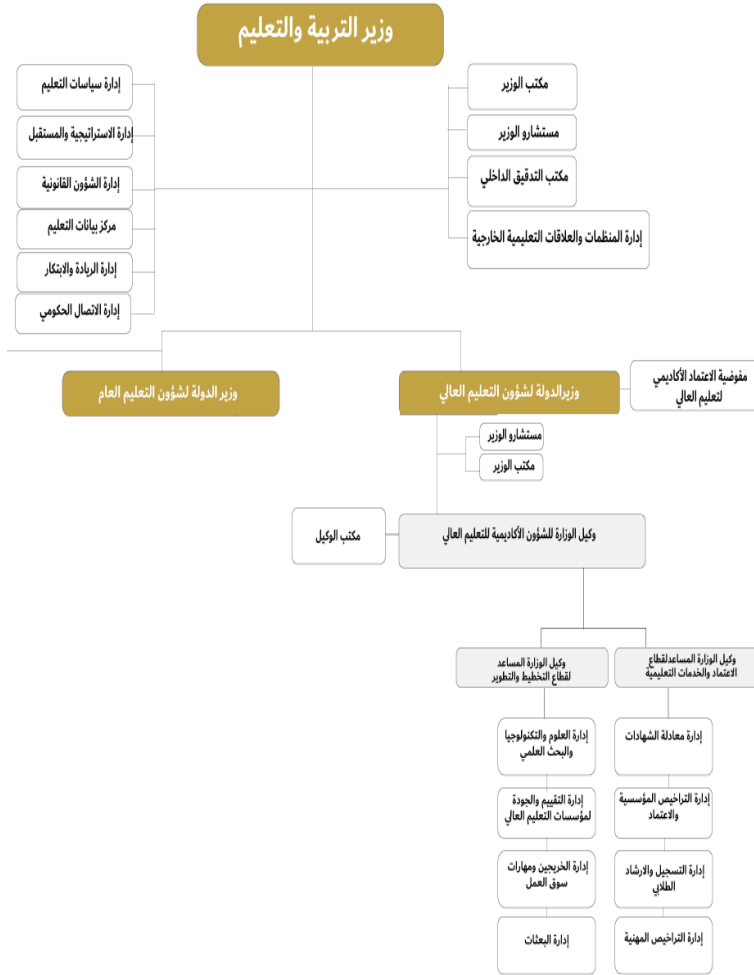 وزير التربية والتعليم
مكتب الوزير
مستشارو الوزير
مكتب التدقيق الداخلي
إدارة المنظمات والعلاقات التعليمية الخارجية
إدارة سياسات التعليم
إدارة الاستراتيجية والمستقبل
إدارة الشؤون القانونية
مركز بيانات التعليم
إدارة الريادة والابتكار
إدارة الاتصال الحكومي
مفوضية الاعتماد الأكاديمي
لتعليم العالي
وزيرالدولة لشؤون التعليم العالي
وزير الدولة لشؤون التعليم العام
مستشارو الوزير
مكتب الوزير
وكيل الوزارة للشؤون الأكاديمية للتعليم العالي
مكتب الوكيل
وكيل الوزارة المساعدلقطاع
الاعتماد والخدمات التعليمية
وكيل الوزارة المساعد
لقطاع التخطيط والتطوير
إدارة معادلة الشهادات
إدارة التراخيص المؤسسية
والاعتماد
إدارة التسجيل والارشاد
الطلابي
إدارة التراخيص المهنية
إدارة العلوم والتكنولوجيا
والبحث العلمي
إدارة التقييم والجودة
لمؤسسات التعليم العالي
إدارة الخريجين ومهارات
سوق العمل
إدارة البعثات